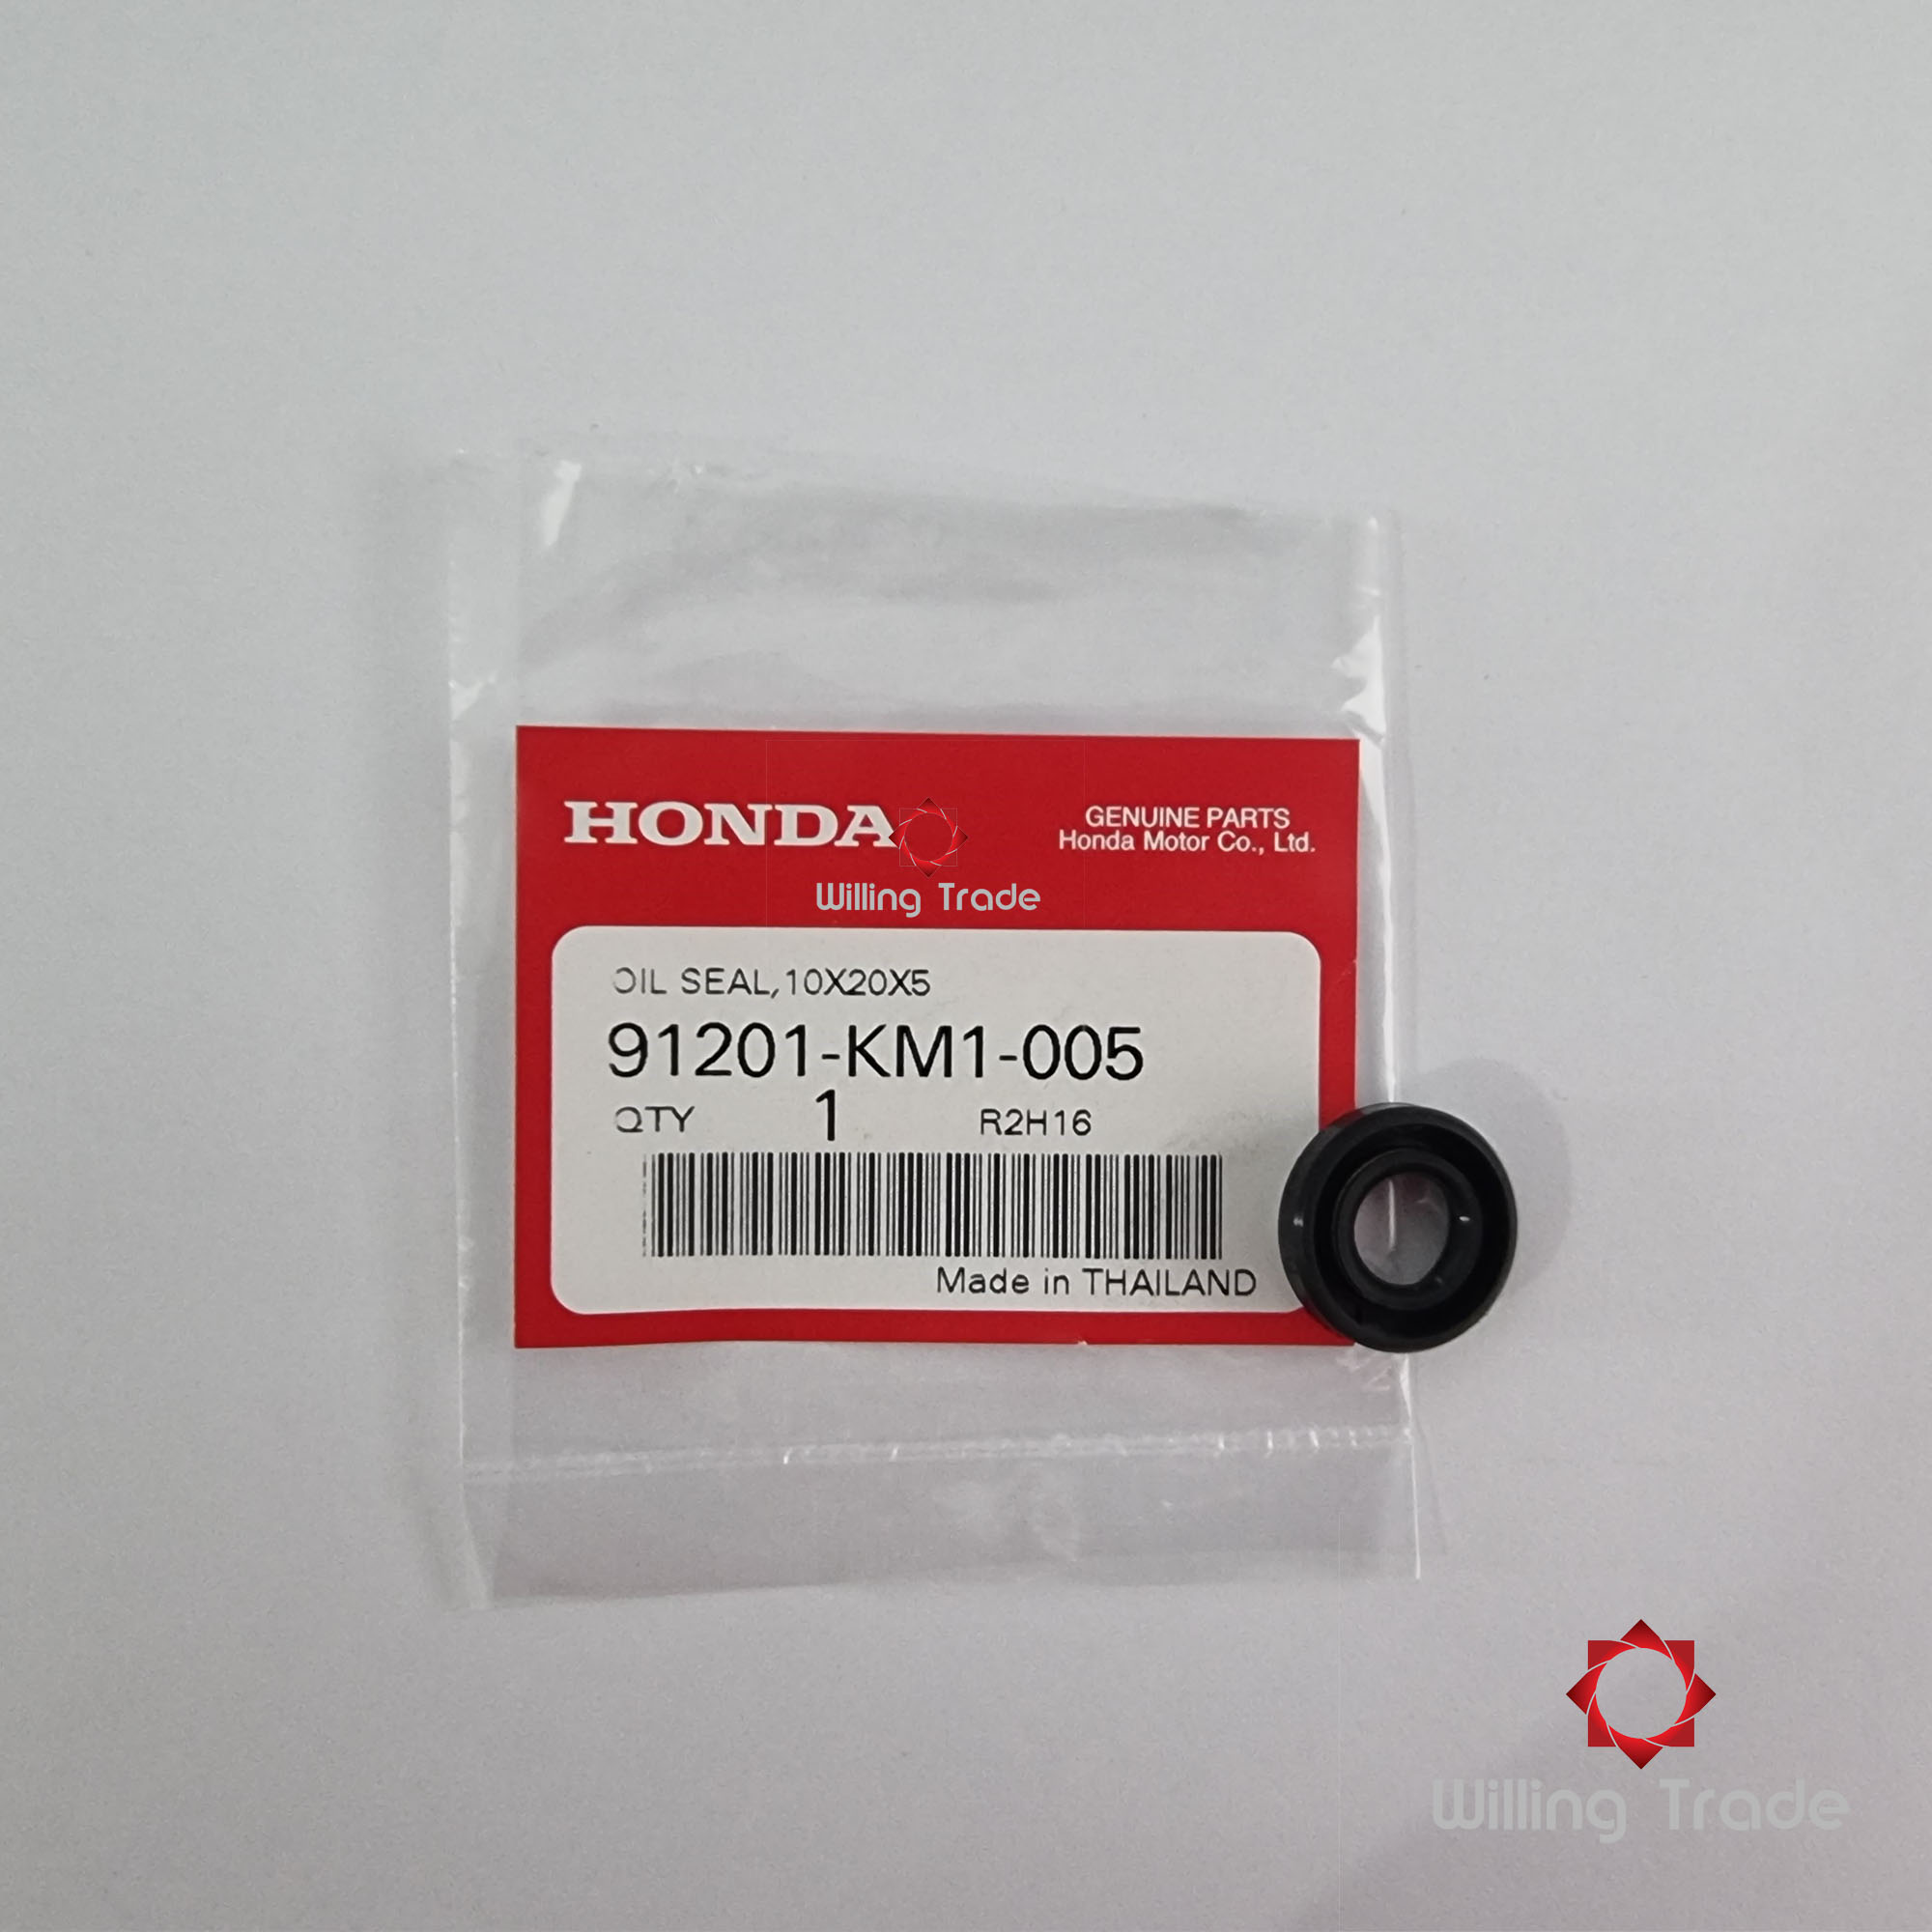 HONDA
GENUINE PARTS
Honda Motor Co., Ltd.
Willing Trade
OIL SEAL,10X20X5
91201-KM1-005
QTY 1 R2H16
Made in THAILAND
Willing Trade